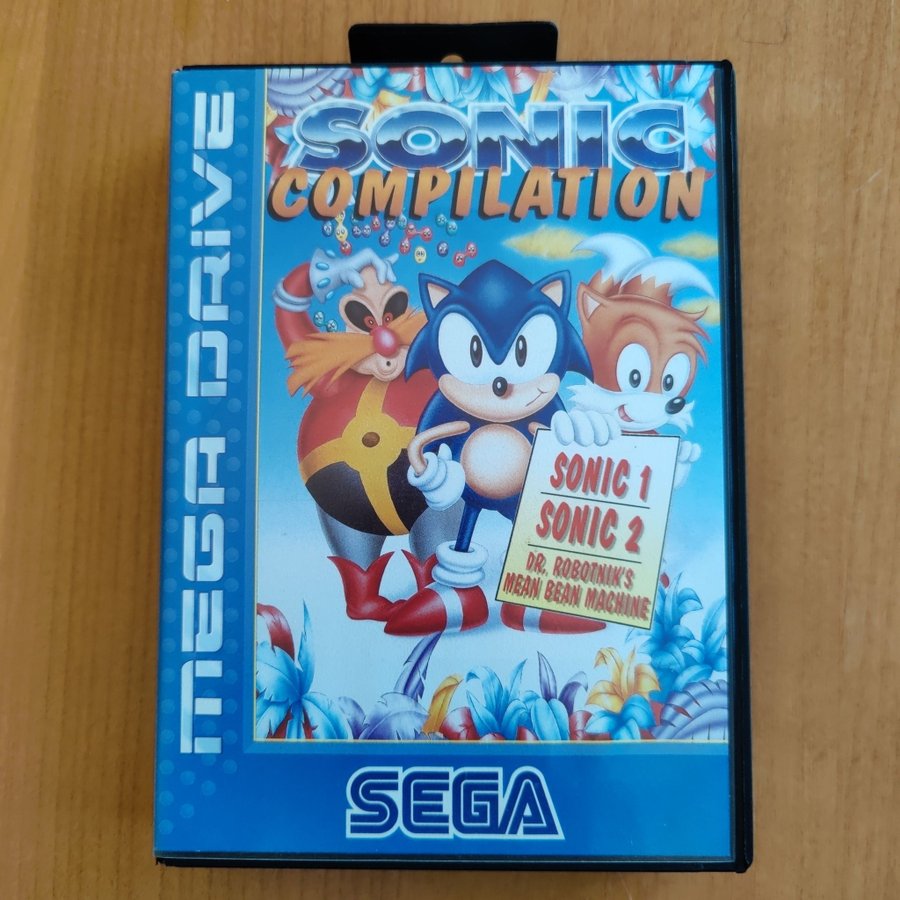 MEGA DRIVE
SONIC
COMPILATION
SONIC 1
SONIC 2
DR. ROBOTNIK'S
MEAN BEAN MACHINE
SEGA